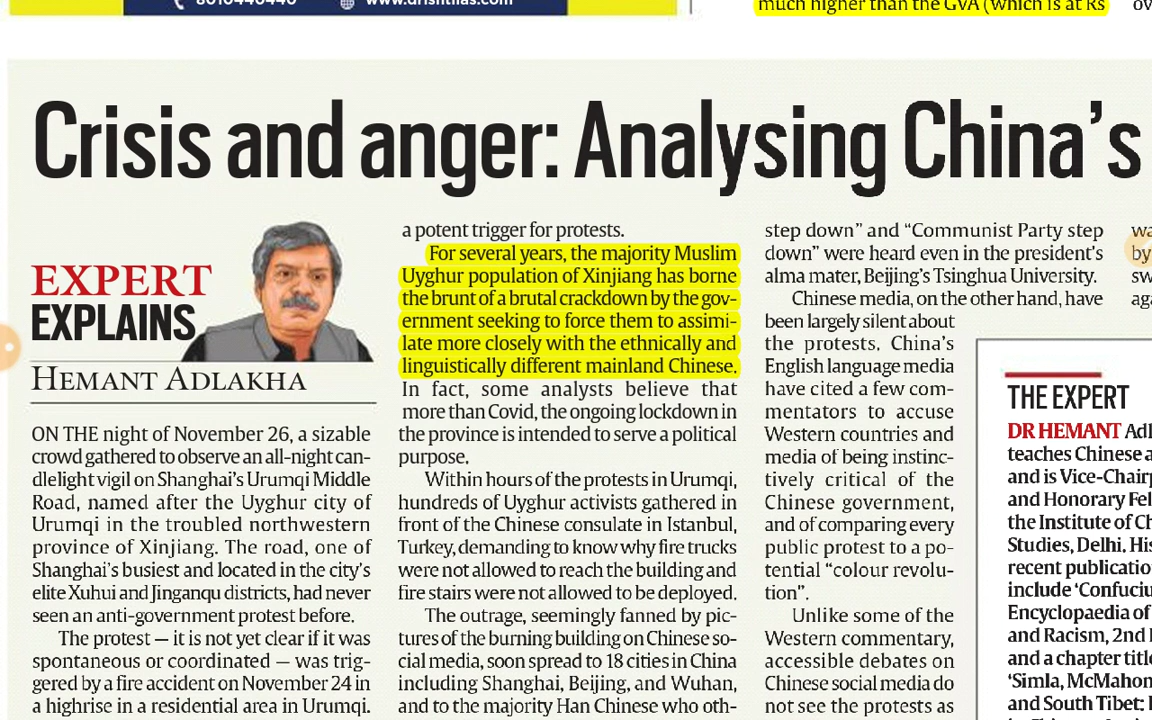 8010440440 www.drishtiias.com
much higher than the GVA (which is at Rs
ov
Crisis and anger: Analysing China's
EXPERT
EXPLAINS
HEMANT ADLAKHA
ON THE night of November 26, a sizable
crowd gathered to observe an all-night can-
dlelight vigil on Shanghai's Urumqi Middle
Road, named after the Uyghur city of
Urumqi in the troubled northwestern
province of Xinjiang. The road, one of
Shanghai's busiest and located in the city's
elite Xuhui and Jinganqu districts, had never
seen an anti-government protest before.
The protest — it is not yet clear if it was
spontaneous or coordinated — was trig-
gered by a fire accident on November 24 in
a highrise in a residential area in Urumqi.
a potent trigger for protests.
For several years, the majority Muslim
Uyghur population of Xinjiang has borne
the brunt of a brutal crackdown by the gov-
ernment seeking to force them to assimi-
late more closely with the ethnically and
linguistically different mainland Chinese.
In fact, some analysts believe that
more than Covid, the ongoing lockdown in
the province is intended to serve a political
purpose.
Within hours of the protests in Urumqi,
hundreds of Uyghur activists gathered in
front of the Chinese consulate in Istanbul,
Turkey, demanding to know why fire trucks
were not allowed to reach the building and
fire stairs were not allowed to be deployed.
The outrage, seemingly fanned by pic-
tures of the burning building on Chinese so-
cial media, soon spread to 18 cities in China
including Shanghai, Beijing, and Wuhan,
and to the majority Han Chinese who oth-
step down" and "Communist Party step
down" were heard even in the president's
alma mater, Beijing's Tsinghua University.
Chinese media, on the other hand, have
been largely silent about
the protests. China's
English language media
have cited a few com-
mentators to accuse
Western countries and
media of being instinc-
tively critical of the
Chinese government,
and of comparing every
public protest to a po-
tential "colour revolu-
tion".
Unlike some of the
Western commentary,
accessible debates on
Chinese social media do
not see the protests as
wa
by
sw
aga
THE EXPERT
DR HEMANT Adl
teaches Chinese a
and is Vice-Chairp
and Honorary Fel
the Institute of Ch
Studies, Delhi. His
recent publication
include 'Confuciu
Encyclopaedia of
and Racism, 2nd
and a chapter title
'Simla, McMahon
and South Tibet: